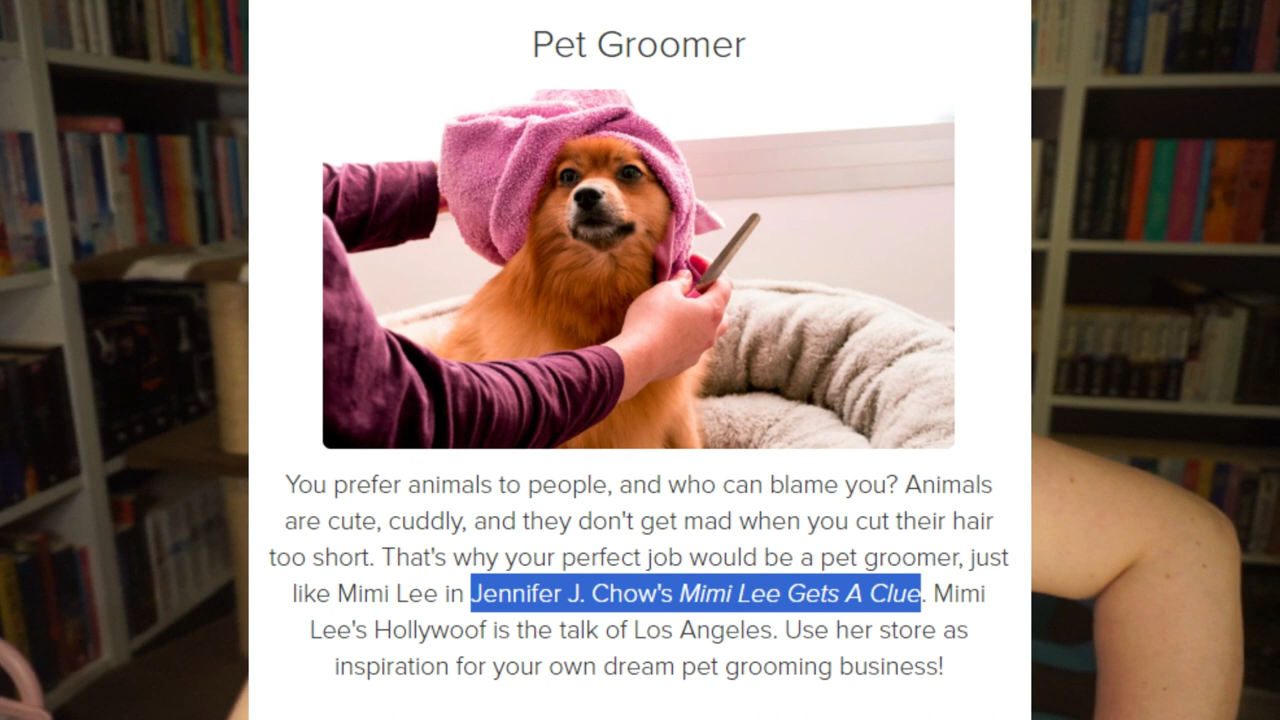 Pet Groomer
You prefer animals to people, and who can blame you? Animals
are cute, cuddly, and they don't get mad when you cut their hair
too short. That's why your perfect job would be a pet groomer, just
like Mimi Lee in Jennifer J. Chow's Mimi Lee Gets A Clue. Mimi
Lee's Hollywoof is the talk of Los Angeles. Use her store as
inspiration for your own dream pet grooming business!